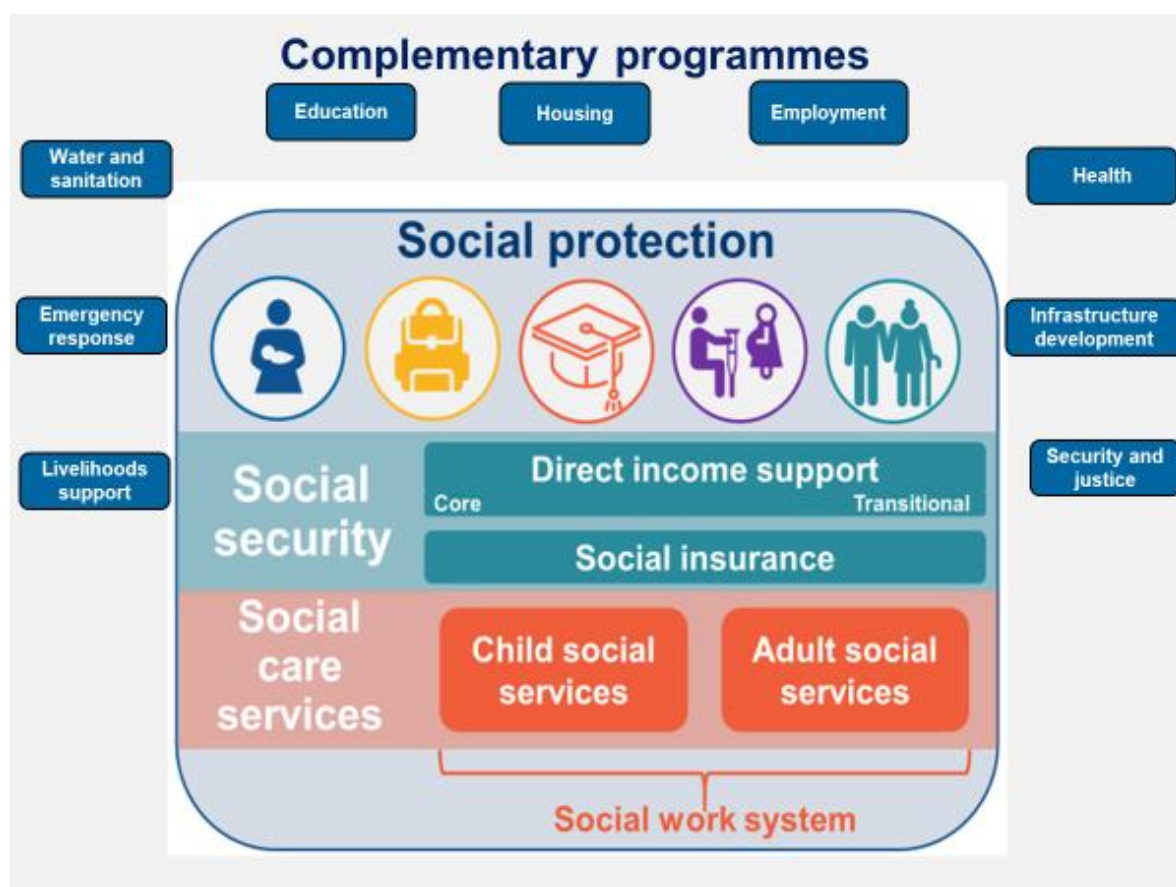 Complementary programmes
Education
Housing
Employment
Water and
sanitation
Health
Social protection
Emergency
response
Infrastructure
development
Livelihoods
support
Security and
justice
Social
security
Direct income support
Core
Transitional
Social insurance
Social
care
services
Child social
services
Adult social
services
Social work system